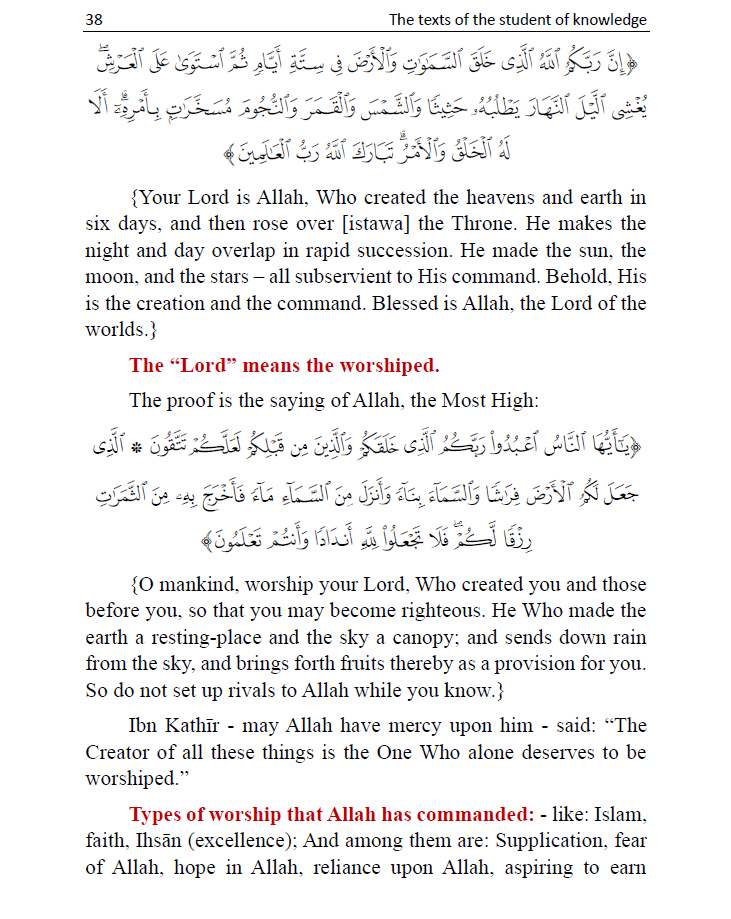 38 The texts of the student of knowledge
﴿إِنَّ رَبَّكُمُ ٱللَّهُ ٱلَّذِى خَلَقَ ٱلسَّمَٰوَٰتِ وَٱلْأَرْضَ فِى سِتَّةِ أَيَّامٍ ثُمَّ ٱسْتَوَىٰ عَلَى ٱلْعَرْشِۖ
يُغْشِى ٱلَّيْلَ ٱلنَّهَارَ يَطْلُبُهُۥ حَثِيثًا وَٱلشَّمْسَ وَٱلْقَمَرَ وَٱلنُّجُومَ مُسَخَّرَٰتٍۭ بِأَمْرِهِۦٓۗ أَلَا
لَهُ ٱلْخَلْقُ وَٱلْأَمْرُۗ تَبَارَكَ ٱللَّهُ رَبُّ ٱلْعَٰلَمِينَ﴾
{Your Lord is Allah, Who created the heavens and earth in
six days, and then rose over [istawa] the Throne. He makes the
night and day overlap in rapid succession. He made the sun, the
moon, and the stars – all subservient to His command. Behold, His
is the creation and the command. Blessed is Allah, the Lord of the
worlds.}
The “Lord” means the worshiped.
The proof is the saying of Allah, the Most High:
﴿يَٰٓأَيُّهَا ٱلنَّاسُ ٱعْبُدُوا۟ رَبَّكُمُ ٱلَّذِى خَلَقَكُمْ وَٱلَّذِينَ مِن قَبْلِكُمْ لَعَلَّكُمْ تَتَّقُونَ * ٱلَّذِى
جَعَلَ لَكُمُ ٱلْأَرْضَ فِرَٰشًا وَٱلسَّمَآءَ بِنَآءً وَأَنزَلَ مِنَ ٱلسَّمَآءِ مَآءً فَأَخْرَجَ بِهِۦ مِنَ ٱلثَّمَرَٰتِ
رِزْقًا لَّكُمْۖ فَلَا تَجْعَلُوا۟ لِلَّهِ أَندَادًا وَأَنتُمْ تَعْلَمُونَ﴾
{O mankind, worship your Lord, Who created you and those
before you, so that you may become righteous. He Who made the
earth a resting-place and the sky a canopy; and sends down rain
from the sky, and brings forth fruits thereby as a provision for you.
So do not set up rivals to Allah while you know.}
Ibn Kathīr - may Allah have mercy upon him - said: “The
Creator of all these things is the One Who alone deserves to be
worshiped.”
Types of worship that Allah has commanded: - like: Islam,
faith, Ihsān (excellence); And among them are: Supplication, fear
of Allah, hope in Allah, reliance upon Allah, aspiring to earn